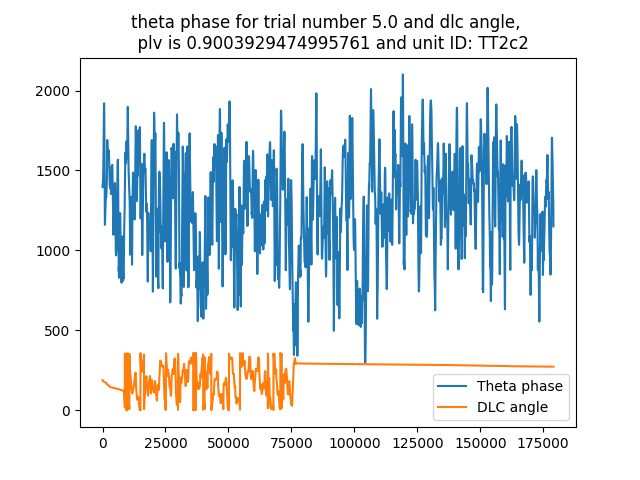 theta phase for trial number 5.0 and dlc angle,
plv is 0.9003929474995761 and unit ID: TT2c2
2000
1500
1000
500
0
Theta phase
DLC angle
0 25000 50000 75000 100000 125000 150000 175000